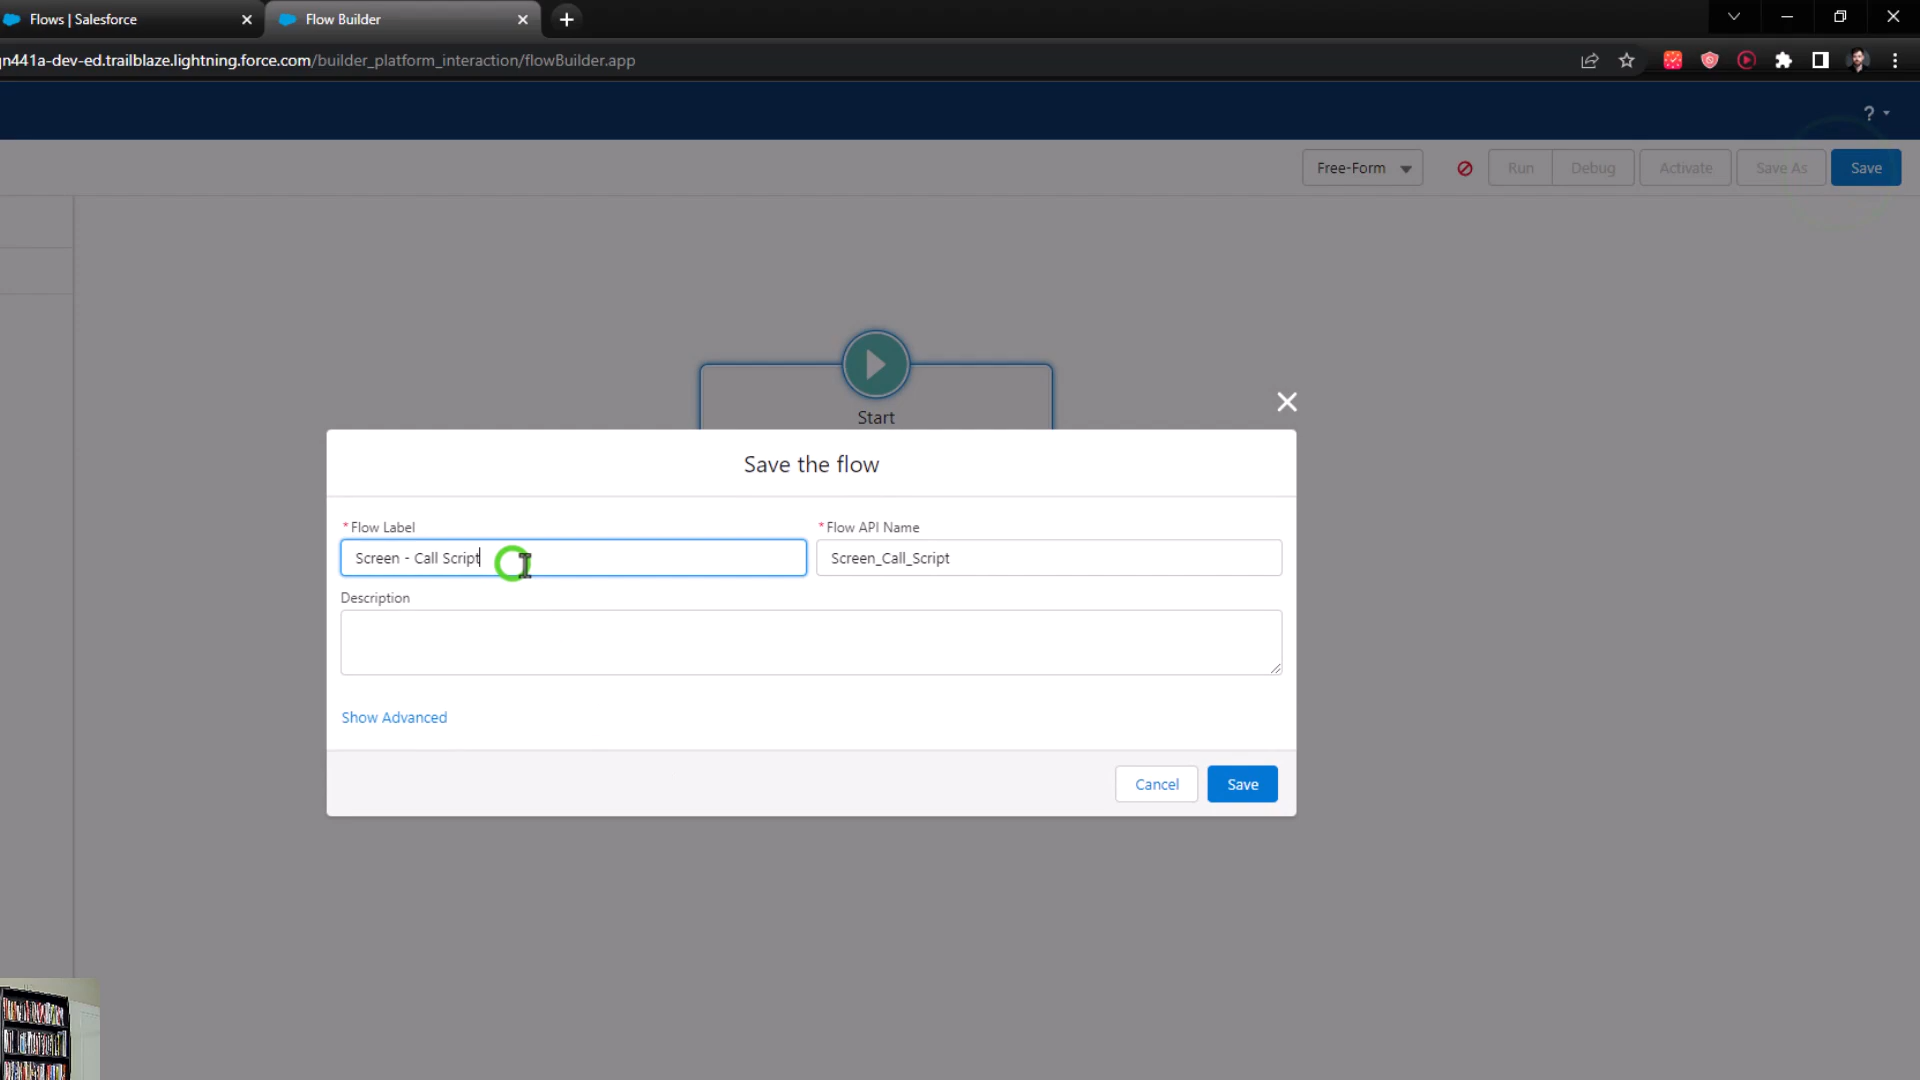 Flows | Salesforce
Flow Builder
n441a-dev-ed.trailblaze.lightning.force.com/builder_platform_interaction/flowBuilder.app
?
Free-Form
Run
Debug
Activate
Save As
Save
Start
Save the flow
* Flow Label
* Flow API Name
Screen - Call Script
Screen_Call_Script
Description
Show Advanced
Cancel
Save